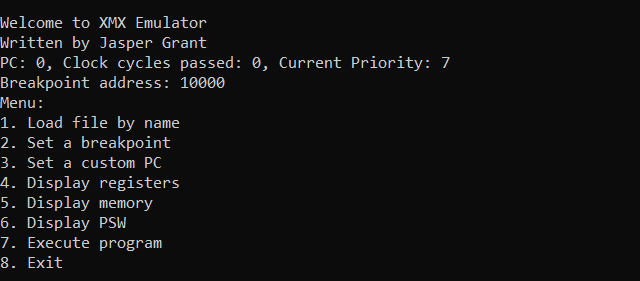 Welcome to XMX Emulator
Written by Jasper Grant
PC: 0, Clock cycles passed: 0, Current Priority: 7
Breakpoint address: 10000
Menu:
1. Load file by name
2. Set a breakpoint
3. Set a custom PC
4. Display registers
5. Display memory
6. Display PSW
7. Execute program
8. Exit